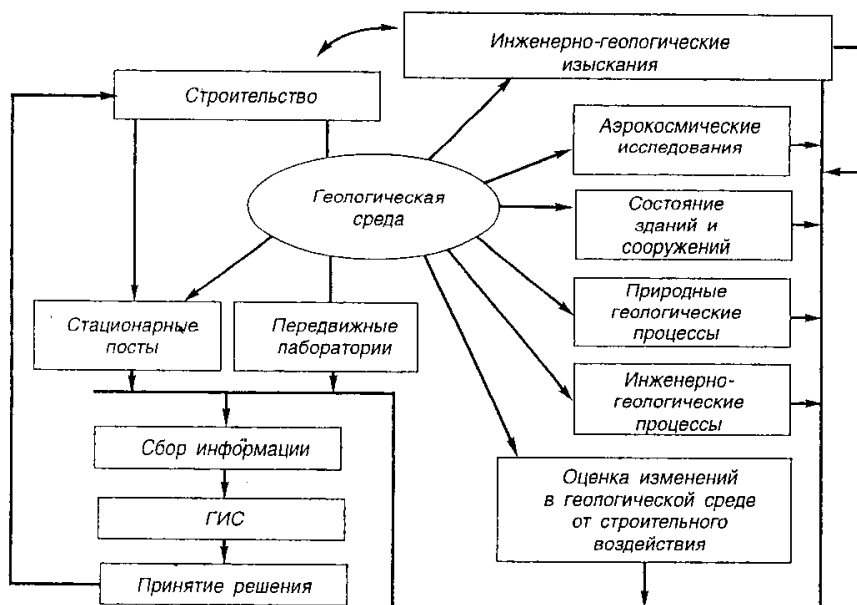 Инженерно-геологические
изыскания
Строительство
Аэрокосмические
исследования
Геологическая
среда
Состояние
зданий и
сооружений
Природные
геологические
процессы
Стационарные
посты
Передвижные
лаборатории
Инженерно-
геологические
процессы
Сбор информации
Оценка изменений
в геологической среде
от строительного
воздействия
ГИС
Принятие решения